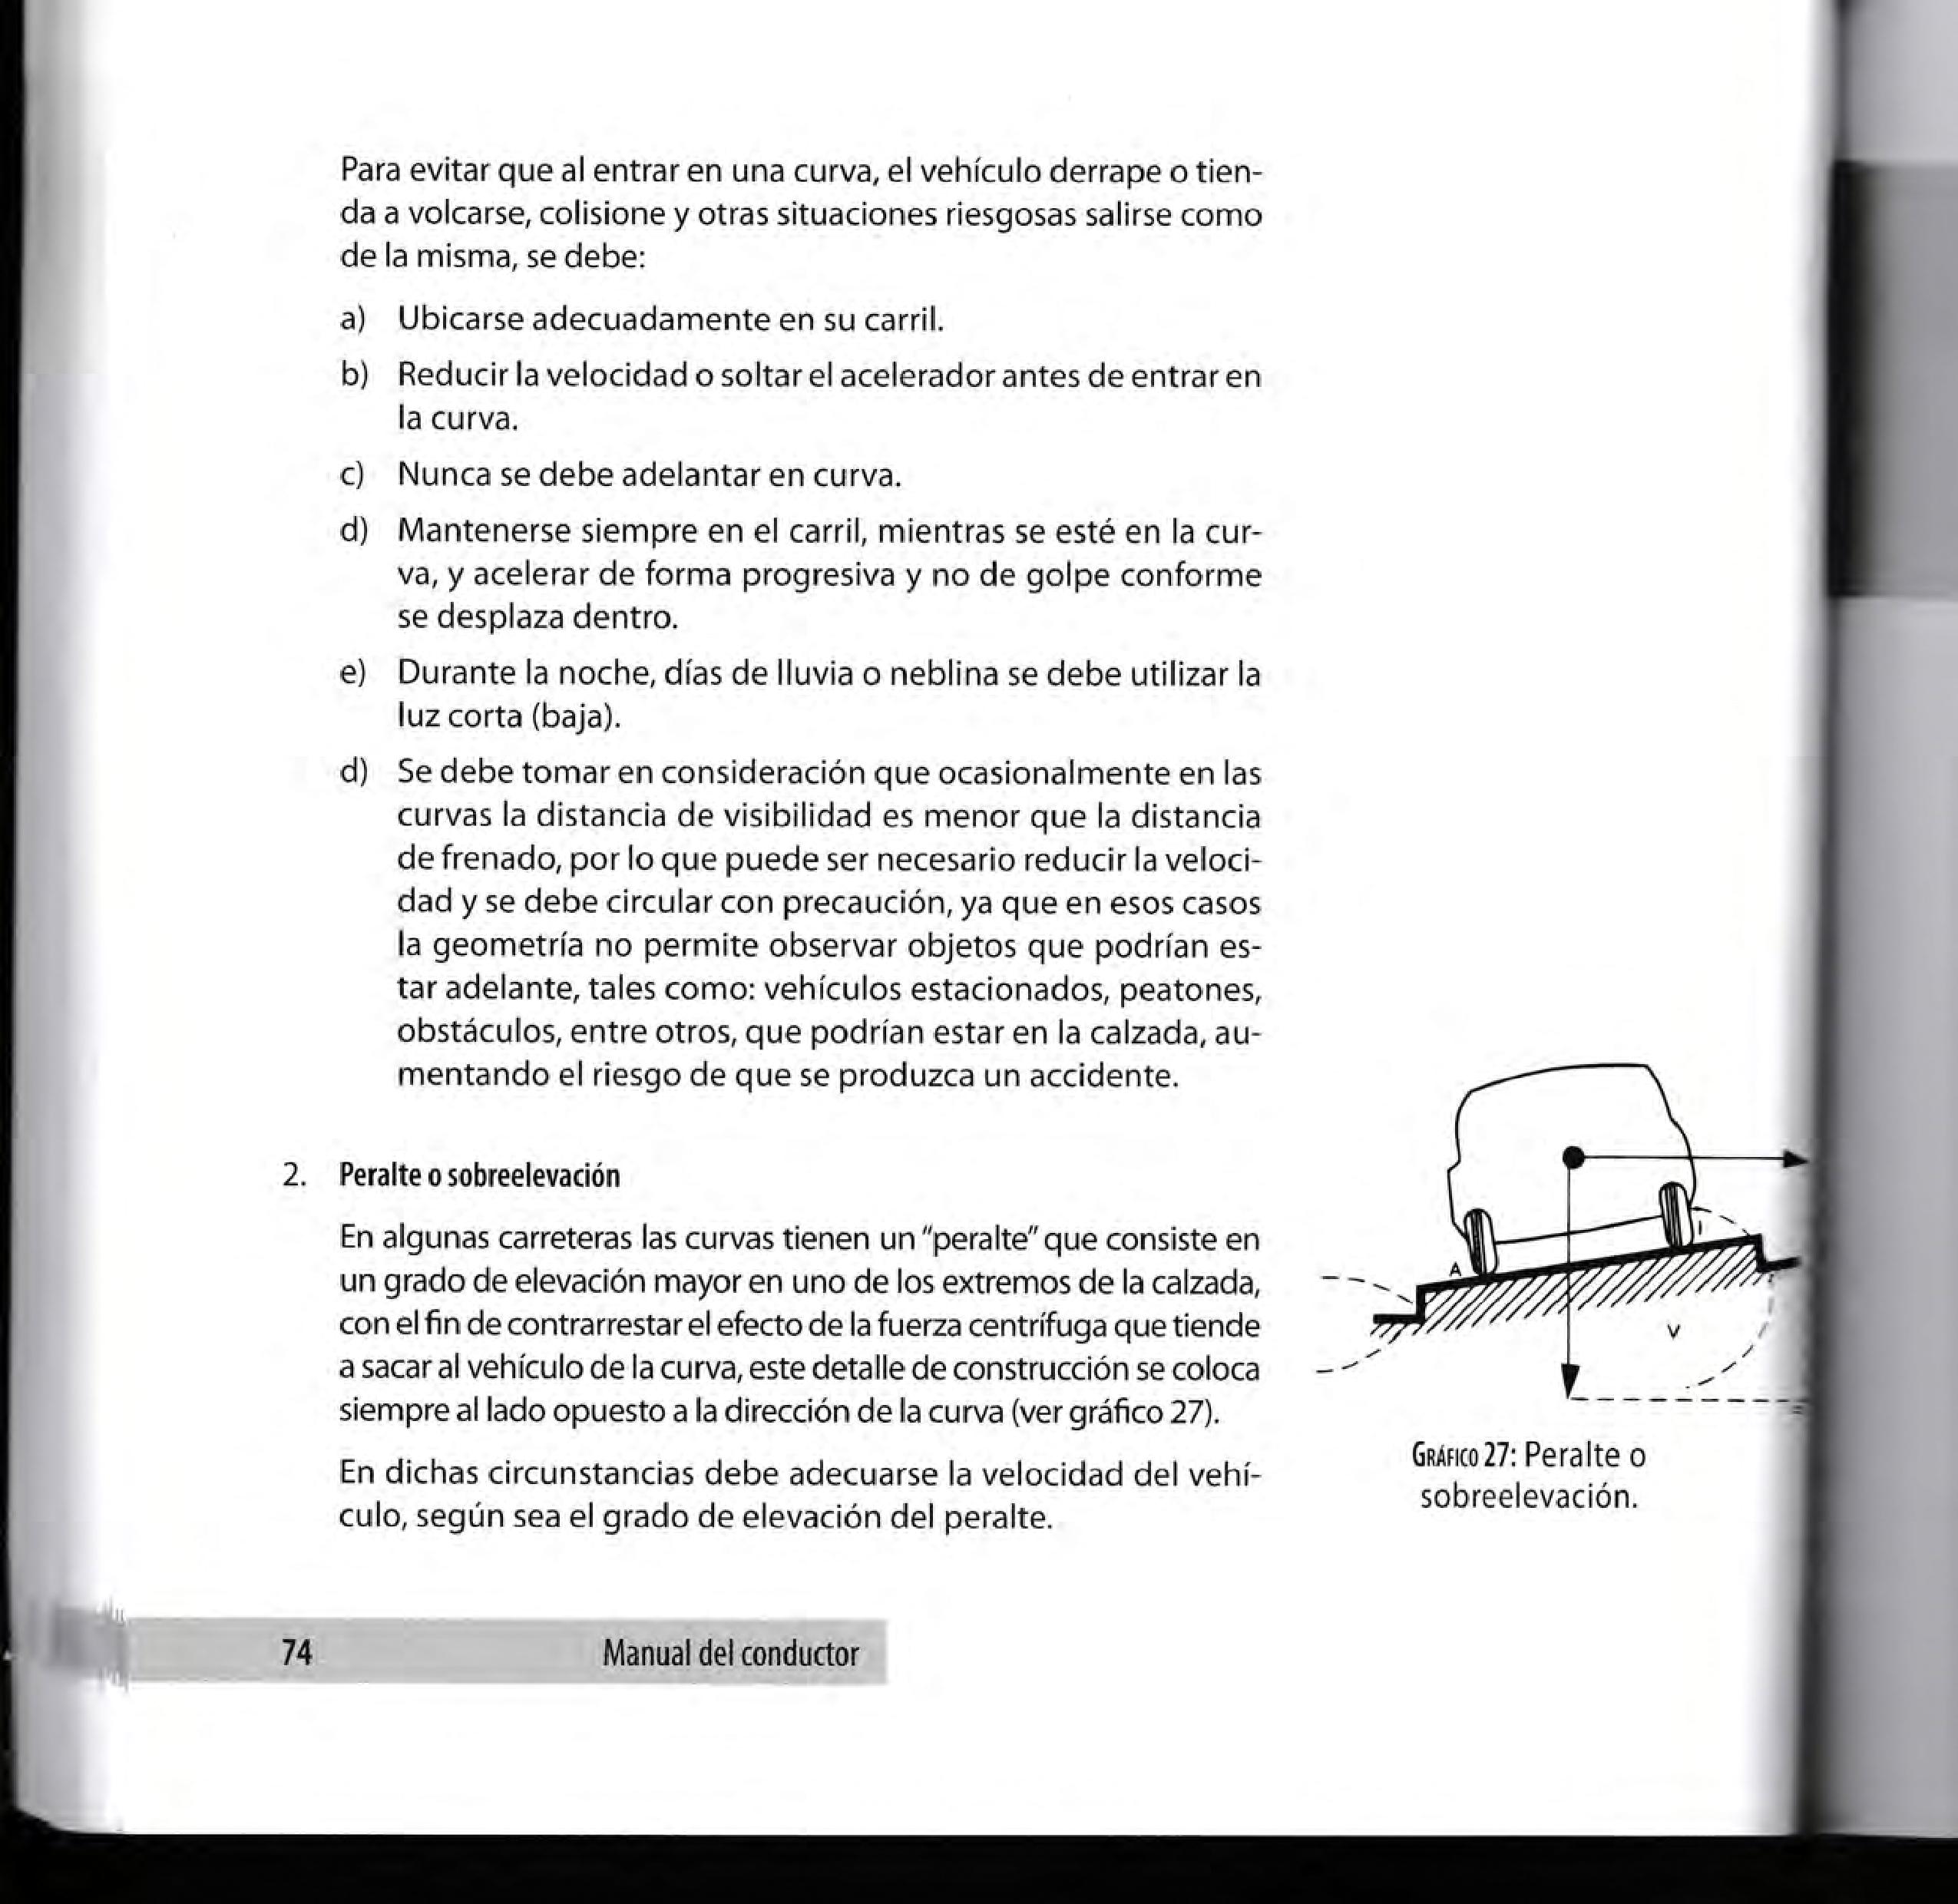 Para evitar que al entrar en una curva, el vehículo derrape o tien-
da a volcarse, colisione y otras situaciones riesgosas salirse como
de la misma, se debe:
a) Ubicarse adecuadamente en su carril.
b) Reducir la velocidad o soltar el acelerador antes de entrar en
la curva.
c) Nunca se debe adelantar en curva.
d) Mantenerse siempre en el carril, mientras se esté en la cur-
va, y acelerar de forma progresiva y no de golpe conforme
se desplaza dentro.
e) Durante la noche, días de lluvia o neblina se debe utilizar la
luz corta (baja).
d) Se debe tomar en consideración que ocasionalmente en las
curvas la distancia de visibilidad es menor que la distancia
de frenado, por lo que puede ser necesario reducir la veloci-
dad y se debe circular con precaución, ya que en esos casos
la geometría no permite observar objetos que podrían es-
tar adelante, tales como: vehículos estacionados, peatones,
obstáculos, entre otros, que podrían estar en la calzada, au-
mentando el riesgo de que se produzca un accidente.
2. Peralte o sobreelevación
En algunas carreteras las curvas tienen un "peralte" que consiste en
un grado de elevación mayor en uno de los extremos de la calzada,
con el fin de contrarrestar el efecto de la fuerza centrífuga que tiende
a sacar al vehículo de la curva, este detalle de construcción se coloca
siempre al lado opuesto a la dirección de la curva (ver gráfico 27).
En dichas circunstancias debe adecuarse la velocidad del vehí-
culo, según sea el grado de elevación del peralte.
A
I
V
GRÁFICO 27: Peralte o
sobreelevación.
74 Manual del conductor